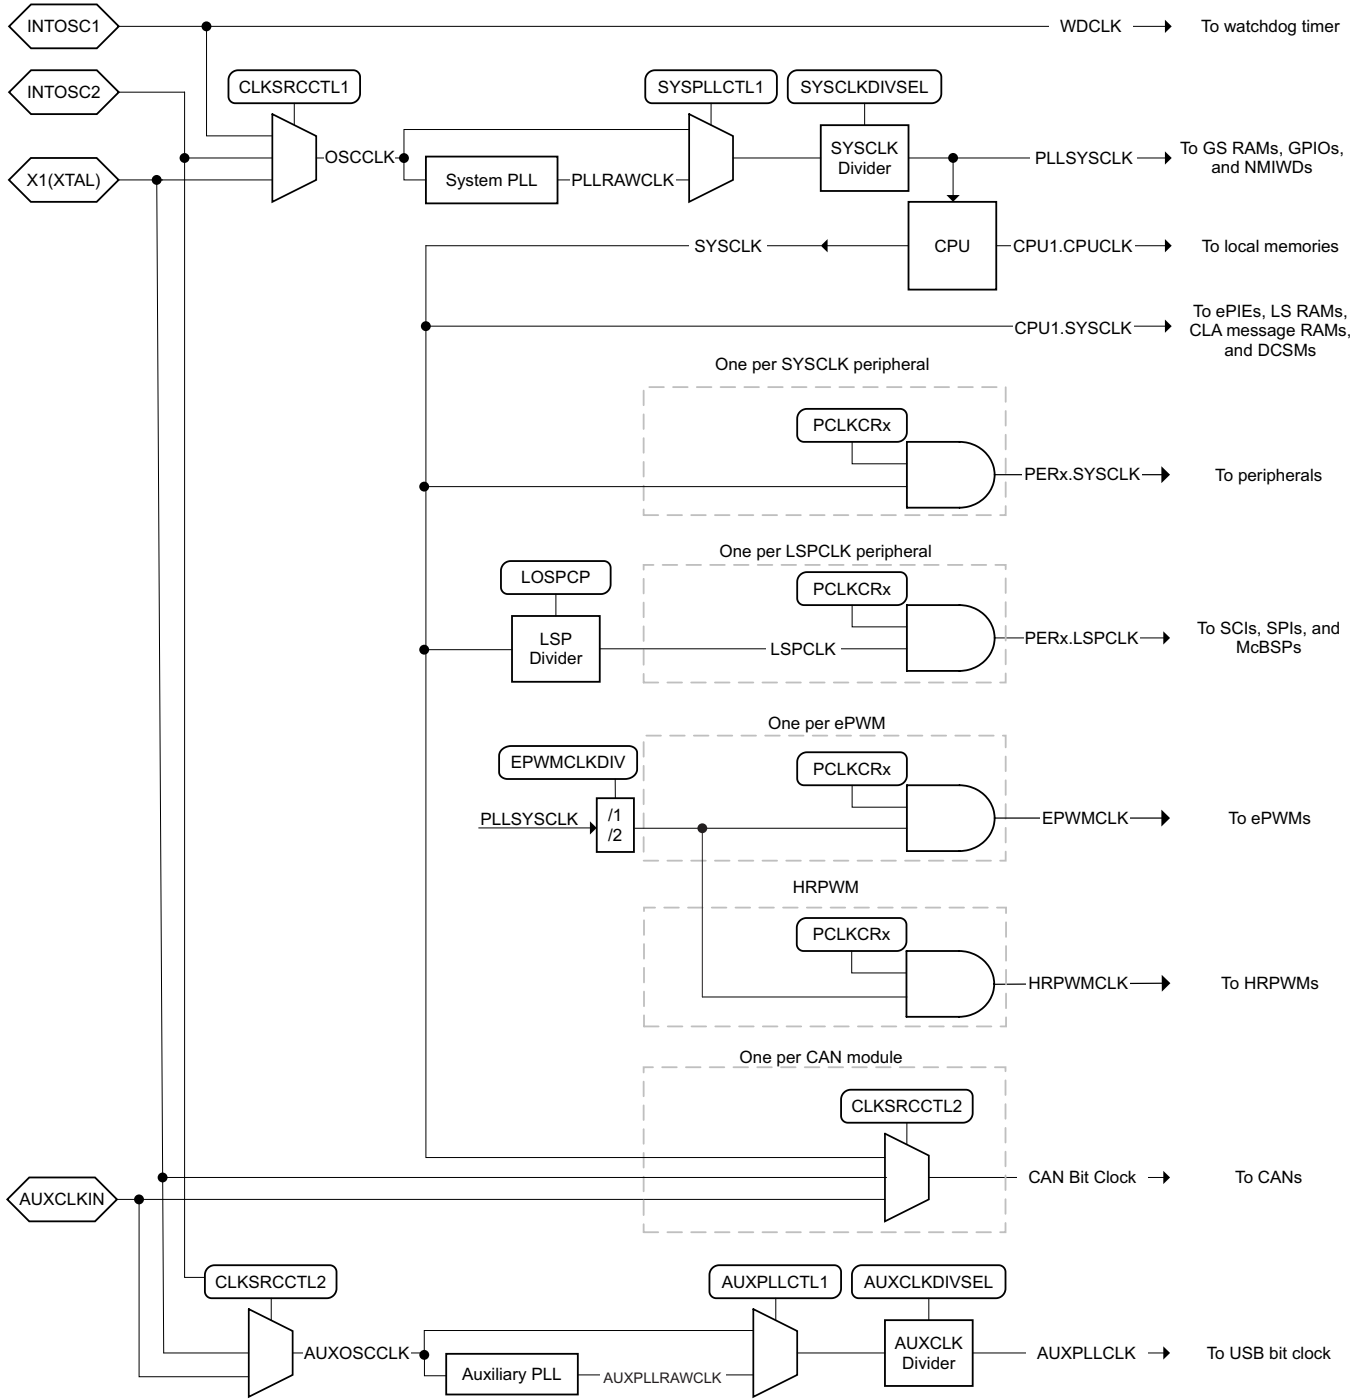 INTOSC1
WDCLK
To watchdog timer
INTOSC2
CLKSRCCTL1
SYSPLLCTL1
SYSCLKDIVSEL
X1(XTAL)
OSCCLK
System PLL
PLLRAWCLK
SYSCLK
Divider
PLLSYSCLK
To GS RAMs, GPIOs,
and NMIWDs
SYSCLK
CPU
CPU1.CPUCLK
To local memories
CPU1.SYSCLK
To ePIEs, LS RAMs,
CLA message RAMs,
and DCSMs
One per SYSCLK peripheral
PCLKCRx
PERx.SYSCLK
To peripherals
One per LSPCLK peripheral
LOSPCP
PCLKCRx
LSP
Divider
LSPCLK
PERx.LSPCLK
To SCIs, SPIs, and
McBSPs
One per ePWM
EPWMCLKDIV
PCLKCRx
PLLSYSCLK
/1
/2
EPWMCLK
To ePWMs
HRPWM
PCLKCRx
HRPWMCLK
To HRPWMs
One per CAN module
CLKSRCCTL2
AUXCLKIN
CAN Bit Clock
To CANs
CLKSRCCTL2
AUXPLLCTL1
AUXCLKDIVSEL
AUXOSCCLK
Auxiliary PLL
AUXPLLRAWCLK
AUXCLK
Divider
AUXPLLCLK
To USB bit clock